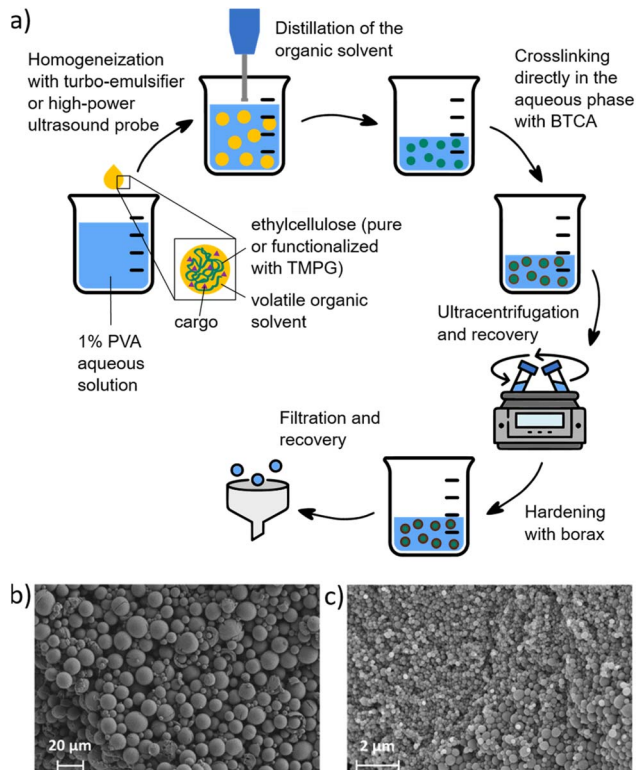 a)
Homogeneization
with turbo-emulsifier
or high-power
ultrasound probe
Distillation of the
organic solvent
Crosslinking
directly in the
aqueous phase
with BTCA
ethylcellulose (pure
or functionalized
with TMPG)
volatile organic
solvent
cargo
1% PVA
aqueous
solution
Ultracentrifugation
and recovery
Filtration and
recovery
Hardening
with borax
b)
20 µm
c)
2 µm